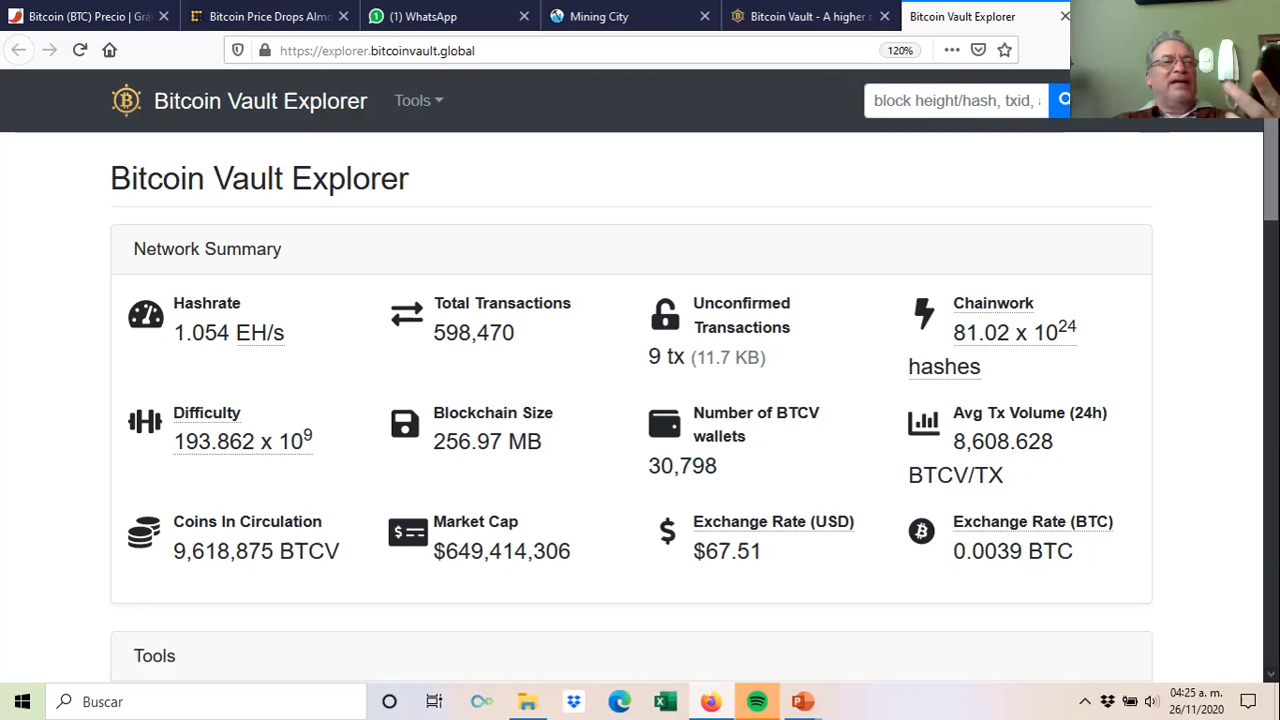 Bitcoin (BTC) Precio | Grá
Bitcoin Price Drops Almo
(1) WhatsApp
Mining City
Bitcoin Vault - A higher s
Bitcoin Vault Explorer
https://explorer.bitcoinvault.global
120%
Bitcoin Vault Explorer
Tools
block height/hash, txid,
Bitcoin Vault Explorer
Network Summary
Hashrate
1.054 EH/s
Total Transactions
598,470
Unconfirmed
Transactions
9 tx (11.7 KB)
Chainwork
81.02 x 10^24
hashes
Difficulty
193.862 x 10^9
Blockchain Size
256.97 MB
Number of BTCV
wallets
30,798
Avg Tx Volume (24h)
8,608.628
BTCV/TX
Coins In Circulation
9,618,875 BTCV
Market Cap
$649,414,306
Exchange Rate (USD)
$67.51
Exchange Rate (BTC)
0.0039 BTC
Tools
Buscar
04:25 a. m.
26/11/2020